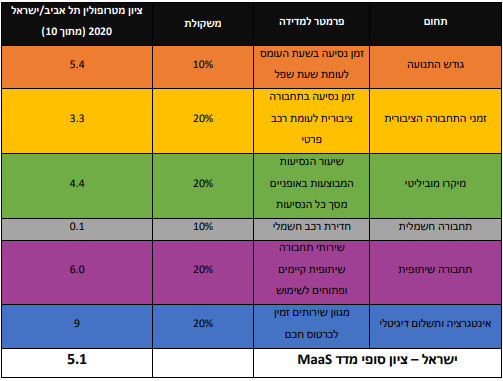 תחום
פרמטר למדידה
משקולת
ציון מטרופולין תל אביב/ישראל
2020 (מתוך 10)
גודש התנועה
זמן נסיעה בשעת העומס
לעומת שעת שפל
10%
5.4
זמני התחבורה הציבורית
זמן נסיעה בתחבורה
ציבורית לעומת רכב
פרטי
20%
3.3
מיקרו מוביליטי
שיעור הנסיעות
המבוצעות באופניים
מסך כל הנסיעות
20%
4.4
תחבורה חשמלית
חדירת רכב חשמלי
10%
0.1
תחבורה שיתופית
שירותי תחבורה
שיתופית קיימים
ופתוחים לשימוש
20%
6.0
אינטגרציה ותשלום דיגיטלי
מגוון שירותים זמין
לכרטוס חכם
20%
9
ישראל – ציון סופי מדד MaaS
5.1